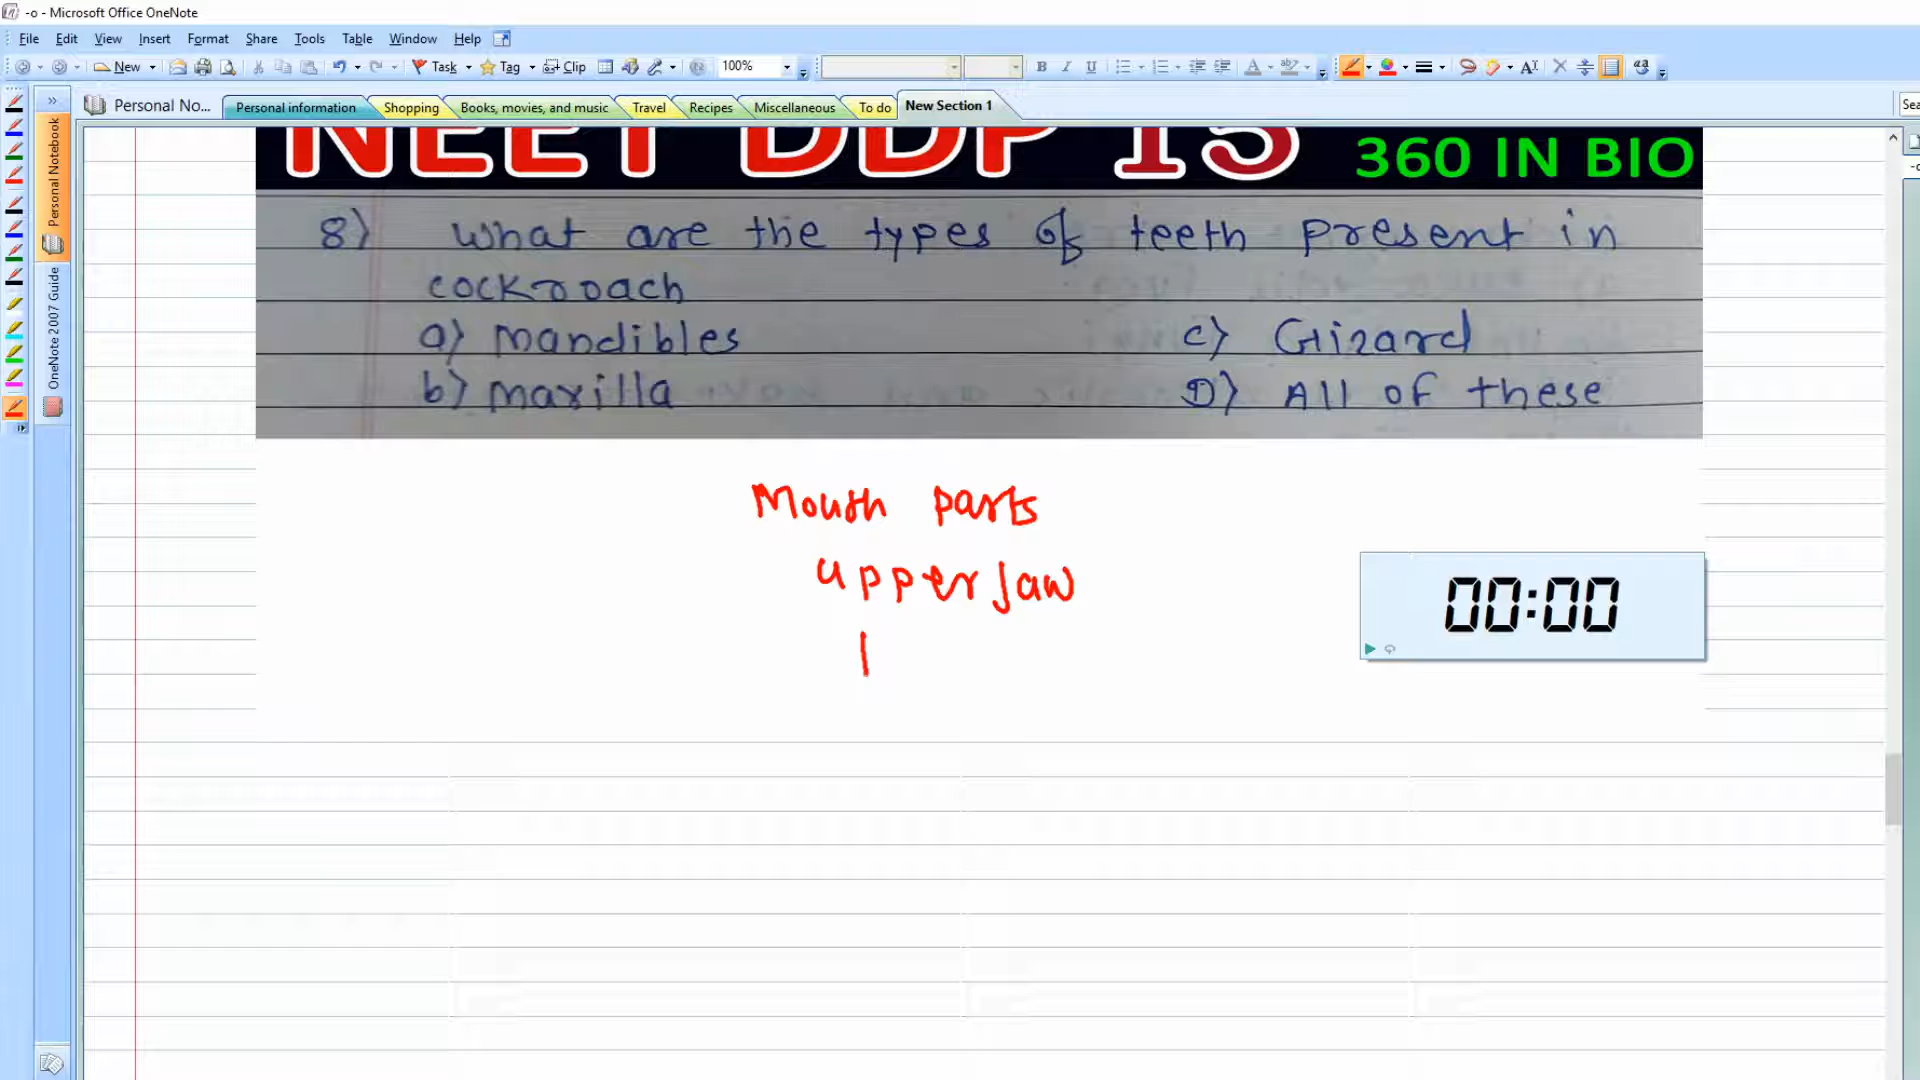 -o - Microsoft Office OneNote
File Edit View Insert Format Share Tools Table Window Help
New Task Tag Clip 100% B I U
Personal No... Personal information Shopping Books, movies, and music Travel Recipes Miscellaneous To do New Section 1
Personal Notebook
OneNote 2007 Guide
NEET DDP 15 360 IN BIO
8) What are the types of teeth present in
cockroach
a) Mandibles c) Gizard
b) Maxilla D) All of these
Mouth parts
upper jaw
00:00